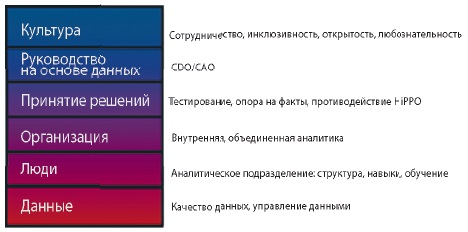 Культура
Сотрудничество, инклюзивность, открытость, любознательность
Руководство
на основе данных
CDO/CAO
Принятие решений
Тестирование, опора на факты, противодействие HiPPO
Организация
Внутренняя, объединенная аналитика
Люди
Аналитическое подразделение: структура, навыки, обучение
Данные
Качество данных, управление данными